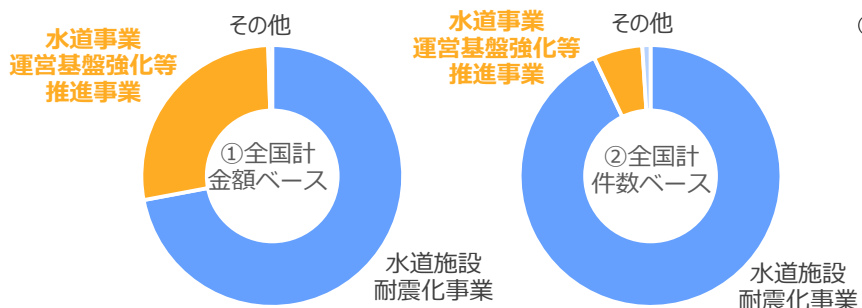 その他
水道事業
運営基盤強化等
推進事業
①全国計
金額ベース
水道施設
耐震化事業
その他
水道事業
運営基盤強化等
推進事業
②全国計
件数ベース
水道施設
耐震化事業